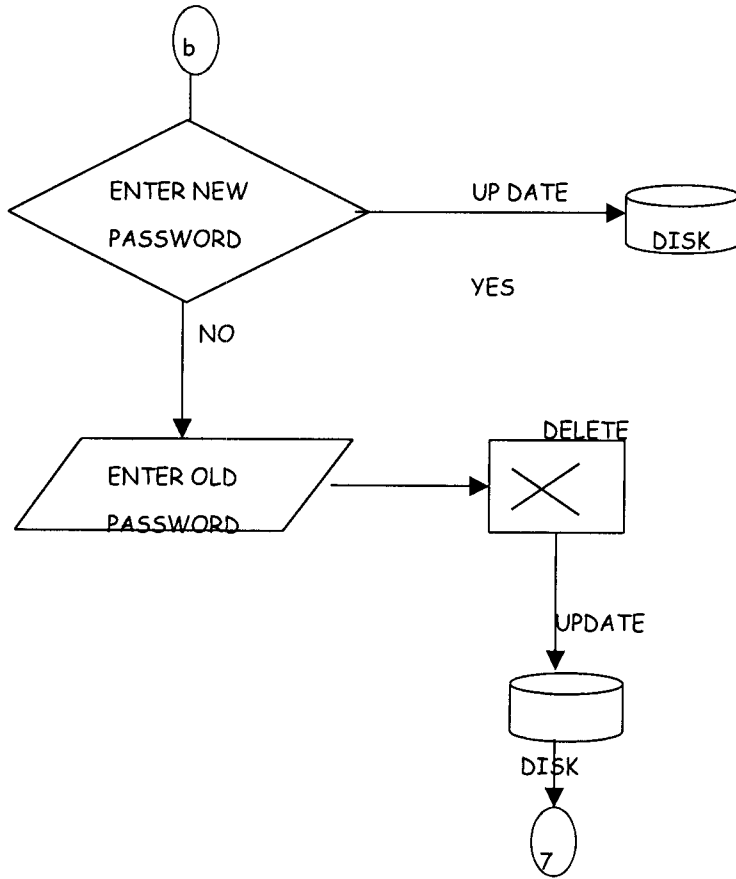 b
ENTER NEW
PASSWORD
UP DATE
DISK
YES
NO
ENTER OLD
PASSWORD
DELETE
UPDATE
DISK
7